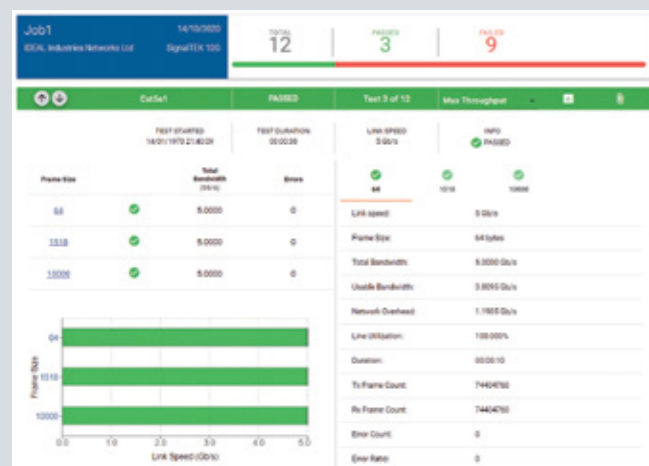 Job1
14/10/2020
IDEAL Industries Networks Ltd
SignalTEK 10G
TOTAL
12
PASSED
3
FAILED
9
Cat5e1
PASSED
Test 3 of 12
Max Throughput
TEST STARTED
14/01/1970 21:40:09
TEST DURATION
00:00:38
LINK SPEED
5 Gb/s
INFO
PASSED
Frame Size
Total
Bandwidth
(Gb/s)
Errors
64 5.0000 0
1518 5.0000 0
10000 5.0000 0
Frame Size
64
1518
10000
0.0 1.0 2.0 3.0 4.0 5.0
Link Speed (Gb/s)
64 1518 10000
Link speed: 5 Gb/s
Frame Size: 64 bytes
Total Bandwidth: 5.0000 Gb/s
Usable Bandwidth: 3.8095 Gb/s
Network Overhead: 1.1905 Gb/s
Line Utilization: 100.000%
Duration: 00:00:10
Tx Frame Count: 74404760
Rx Frame Count: 74404760
Error Count: 0
Error Ratio: 0